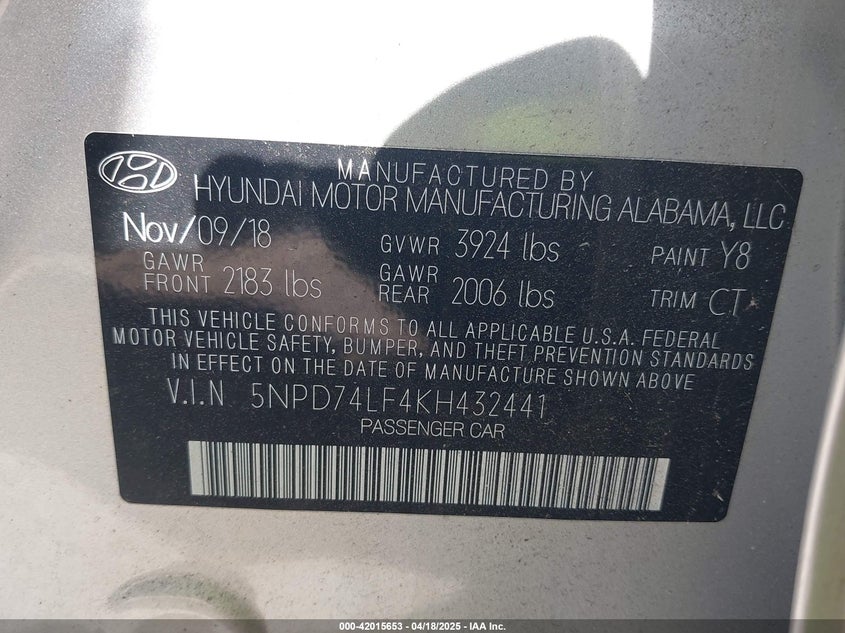 MANUFACTURED BY
HYUNDAI MOTOR MANUFACTURING ALABAMA, LLC
Nov/09/18 GVWR 3924 lbs PAINT Y8
GAWR FRONT 2183 lbs GAWR REAR 2006 lbs TRIM CT
THIS VEHICLE CONFORMS TO ALL APPLICABLE U.S.A. FEDERAL
MOTOR VEHICLE SAFETY, BUMPER, AND THEFT PREVENTION STANDARDS
IN EFFECT ON THE DATE OF MANUFACTURE SHOWN ABOVE
V.I.N 5NPD74LF4KH432441
PASSENGER CAR
000-42015653 - 04/18/2025 - IAA Inc.